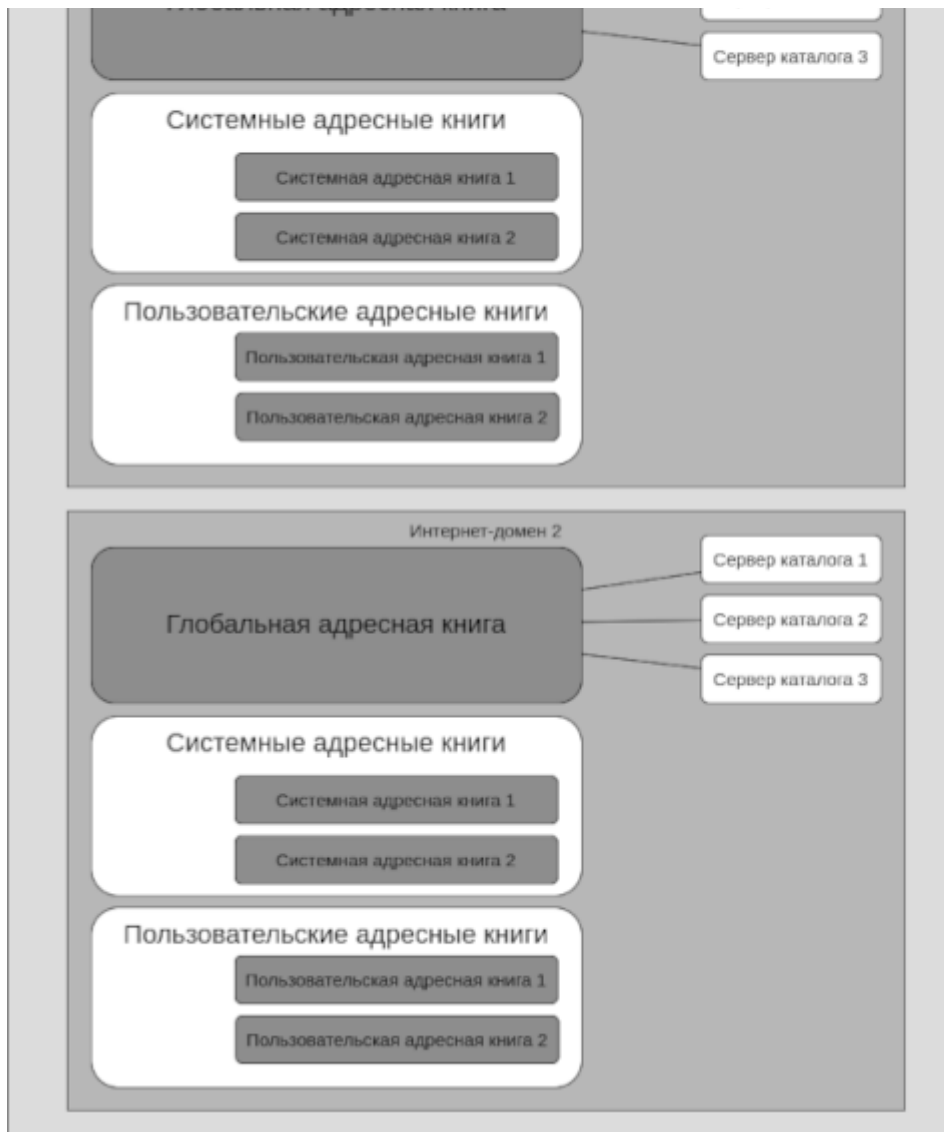 Сервер каталога 3
Системные адресные книги
Системная адресная книга 1
Системная адресная книга 2
Пользовательские адресные книги
Пользовательская адресная книга 1
Пользовательская адресная книга 2
Интернет-домен 2
Глобальная адресная книга
Сервер каталога 1
Сервер каталога 2
Сервер каталога 3
Системные адресные книги
Системная адресная книга 1
Системная адресная книга 2
Пользовательские адресные книги
Пользовательская адресная книга 1
Пользовательская адресная книга 2